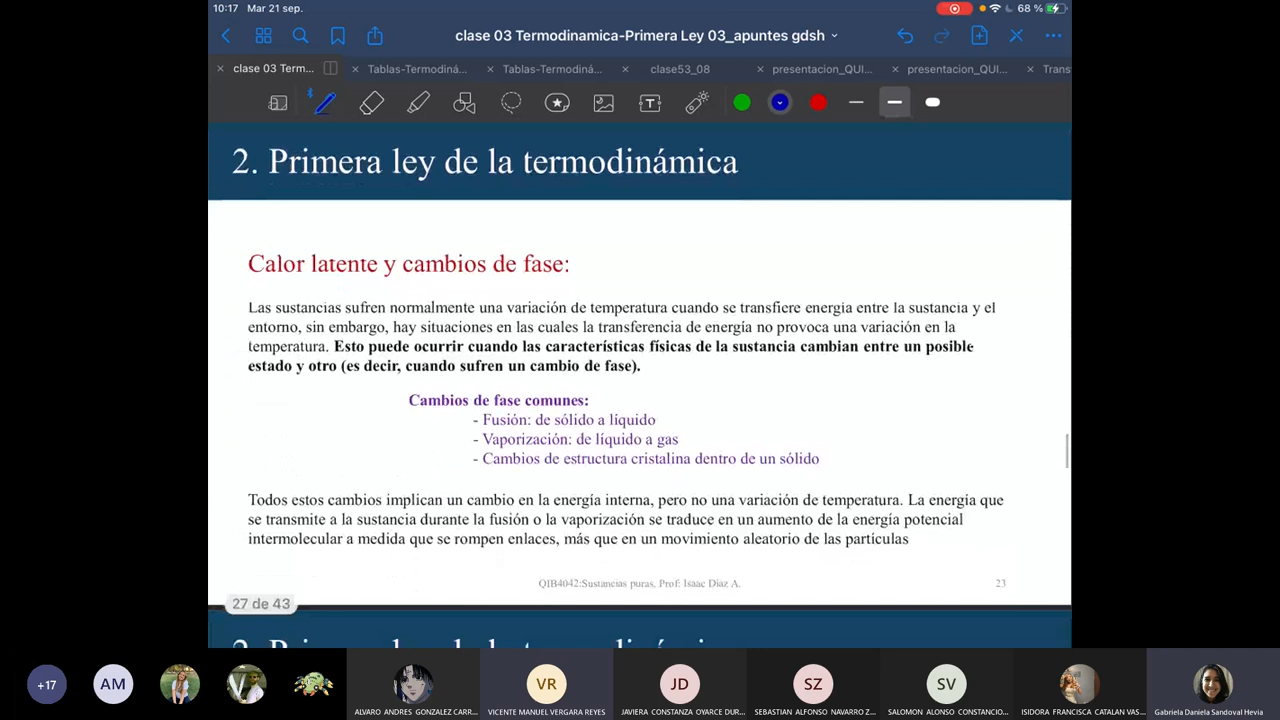 10:17 Mar 21 sep.
68 %
clase 03 Termodinamica-Primera Ley 03_apuntes gdsh
clase 03 Term...
Tablas-Termodiná...
Tablas-Termodiná...
clase53_08
presentacion_QUI...
presentacion_QUI...
Trans
2. Primera ley de la termodinámica
Calor latente y cambios de fase:
Las sustancias sufren normalmente una variación de temperatura cuando se transfiere energia entre la sustancia y el
entorno, sin embargo, hay situaciones en las cuales la transferencia de energía no provoca una variación en la
temperatura. Esto puede ocurrir cuando las características físicas de la sustancia cambian entre un posible
estado y otro (es decir, cuando sufren un cambio de fase).
Cambios de fase comunes:
- Fusión: de sólido a líquido
- Vaporización: de líquido a gas
- Cambios de estructura cristalina dentro de un sólido
Todos estos cambios implican un cambio en la energía interna, pero no una variación de temperatura. La energía que
se transmite a la sustancia durante la fusión o la vaporización se traduce en un aumento de la energía potencial
intermolecular a medida que se rompen enlaces, más que en un movimiento aleatorio de las partículas
QIB4042:Sustancias puras, Prof: Isaac Diaz A.
23
27 de 43
+17
AM
VR
JD
SZ
SV
ALVARO ANDRES GONZALEZ CARR...
VICENTE MANUEL VERGARA REYES
JAVIERA CONSTANZA OYARCE DUR...
SEBASTIAN ALFONSO NAVARRO Z...
SALOMON ALONSO CONSTANCIO...
ISIDORA FRANCISCA CATALAN VAS...
Gabriela Daniela Sandoval Hevia